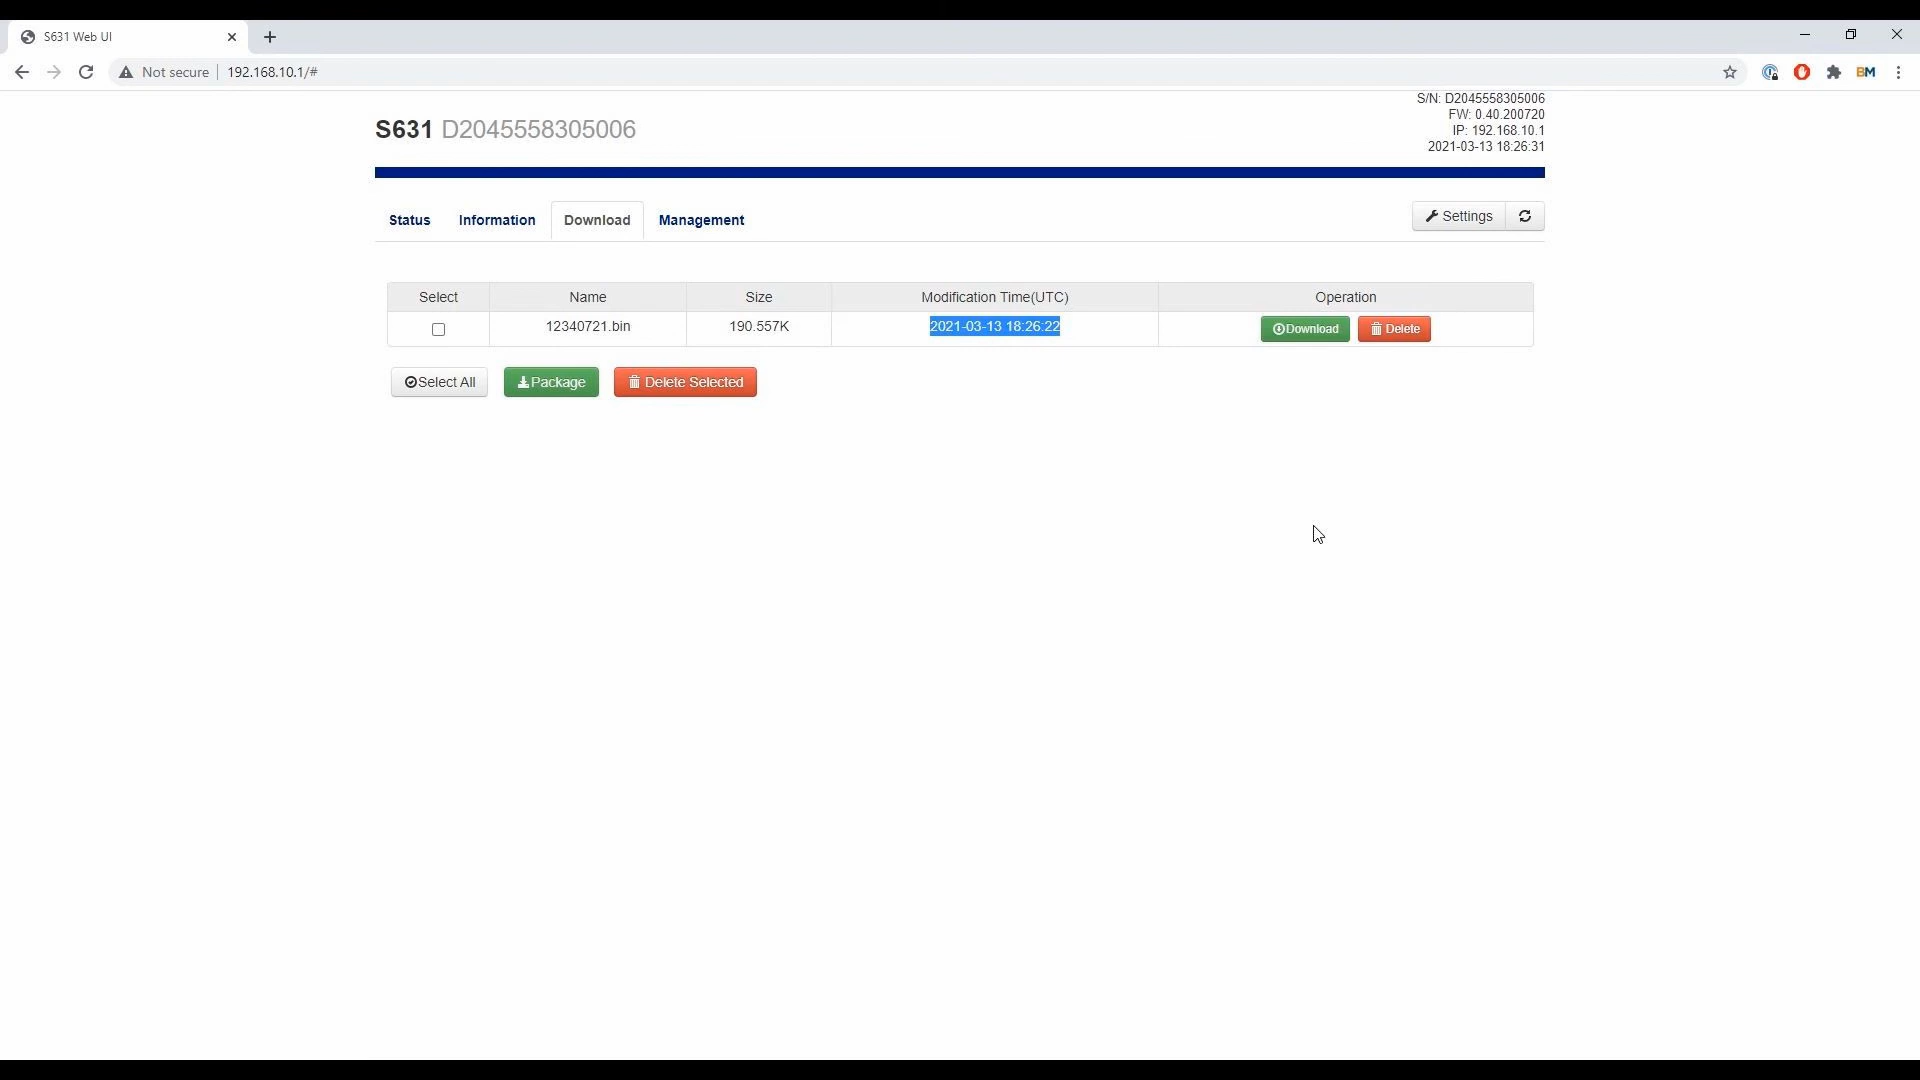 S631 Web UI
Not secure 192.168.10.1/#
BM
S/N: D2045558305006
FW: 0.40.200720
IP: 192.168.10.1
2021-03-13 18:26:31
S631 D2045558305006
Status Information Download Management Settings
Select Name Size Modification Time(UTC) Operation
12340721.bin 190.557K 2021-03-13 18:26:22 Download Delete
Select All Package Delete Selected